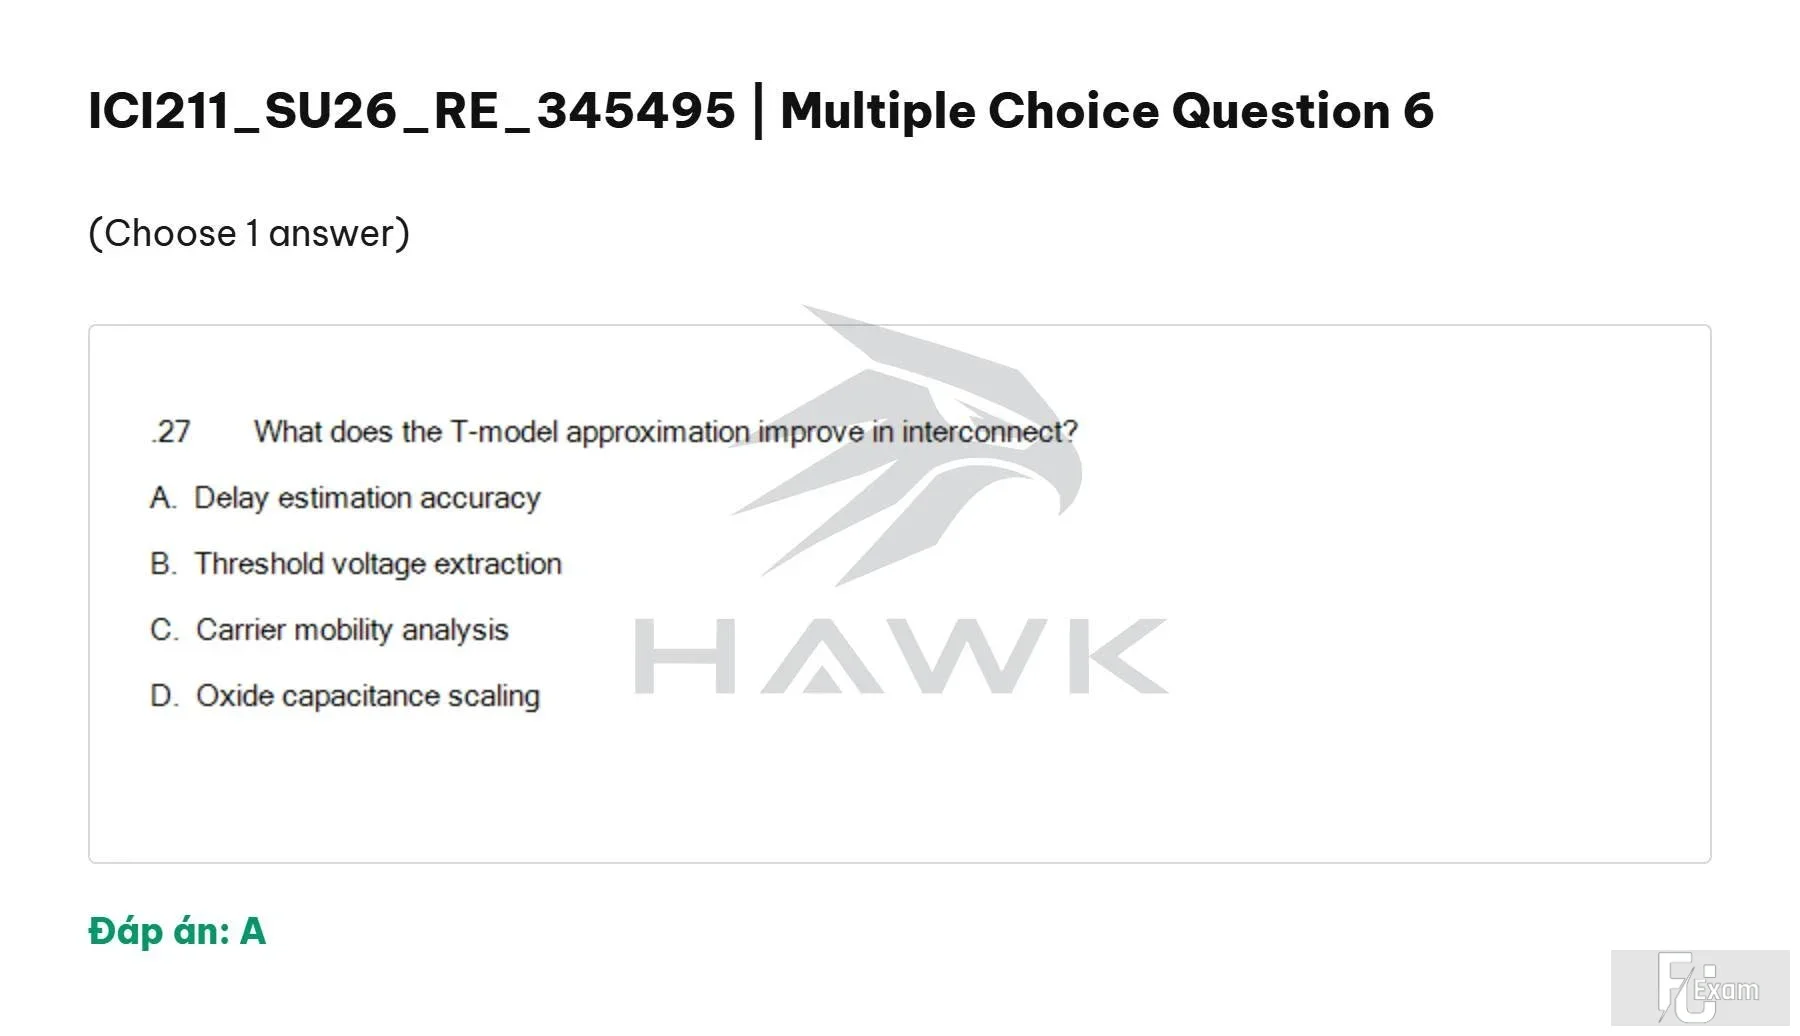 ICI211_SU26_RE_345495 | Multiple Choice Question 6
(Choose 1 answer)
.27 What does the T-model approximation improve in interconnect?
A. Delay estimation accuracy
B. Threshold voltage extraction
C. Carrier mobility analysis
D. Oxide capacitance scaling
HAWK
Đáp án: A
FU Exam